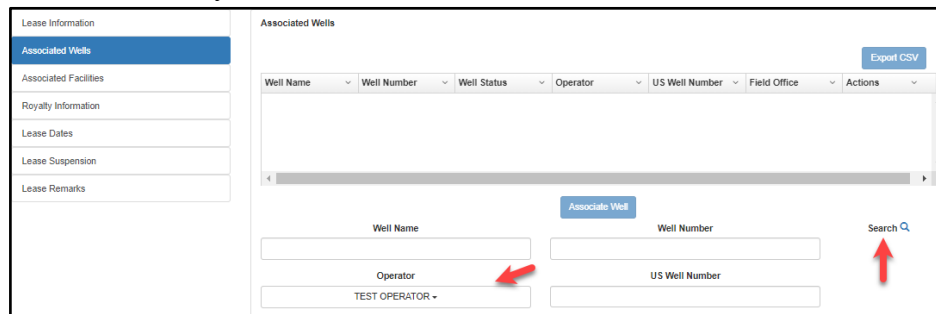 Lease Information
Associated Wells
Associated Facilities
Royalty Information
Lease Dates
Lease Suspension
Lease Remarks
Associated Wells
Export CSV
Well Name Well Number Well Status Operator US Well Number Field Office Actions
Associate Well
Well Name Well Number Search
Operator US Well Number
TEST OPERATOR